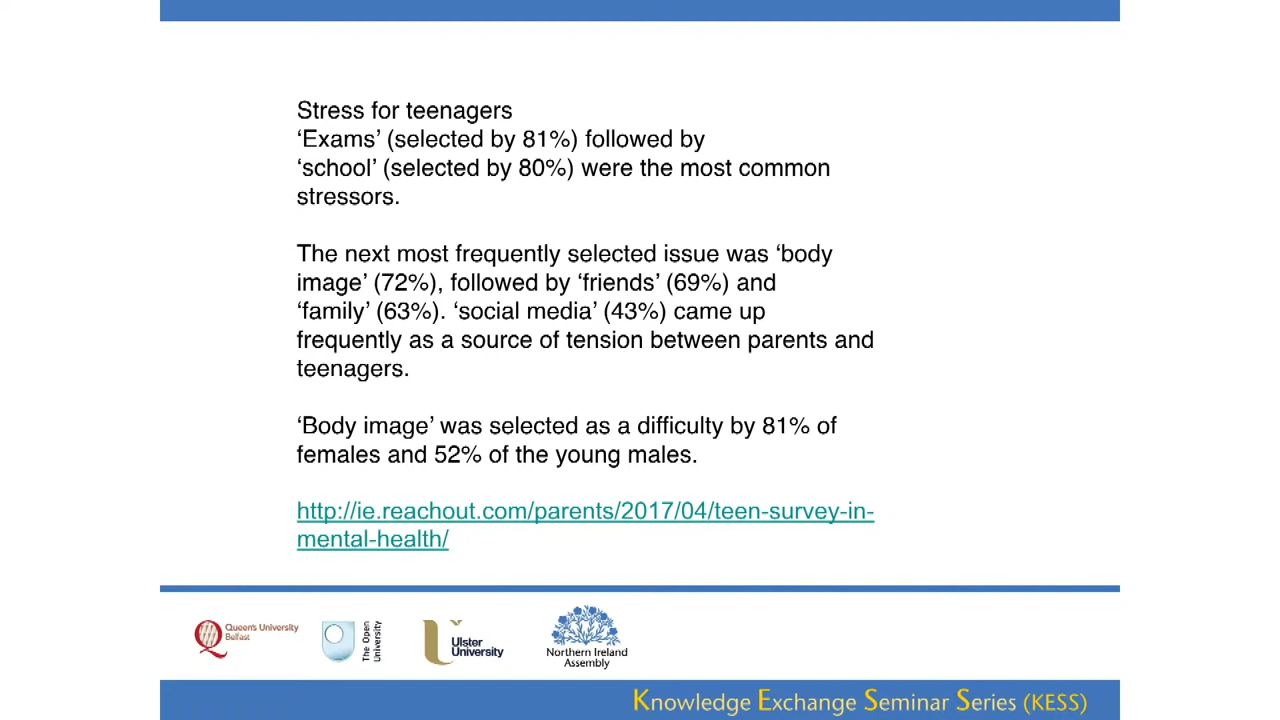 Stress for teenagers
‘Exams’ (selected by 81%) followed by
‘school’ (selected by 80%) were the most common
stressors.
The next most frequently selected issue was ‘body
image’ (72%), followed by ‘friends’ (69%) and
‘family’ (63%). ‘social media’ (43%) came up
frequently as a source of tension between parents and
teenagers.
‘Body image’ was selected as a difficulty by 81% of
females and 52% of the young males.
http://ie.reachout.com/parents/2017/04/teen-survey-in-
mental-health/
Queen's University
Belfast
The Open
University
Ulster
University
Northern Ireland
Assembly
Knowledge Exchange Seminar Series (KESS)